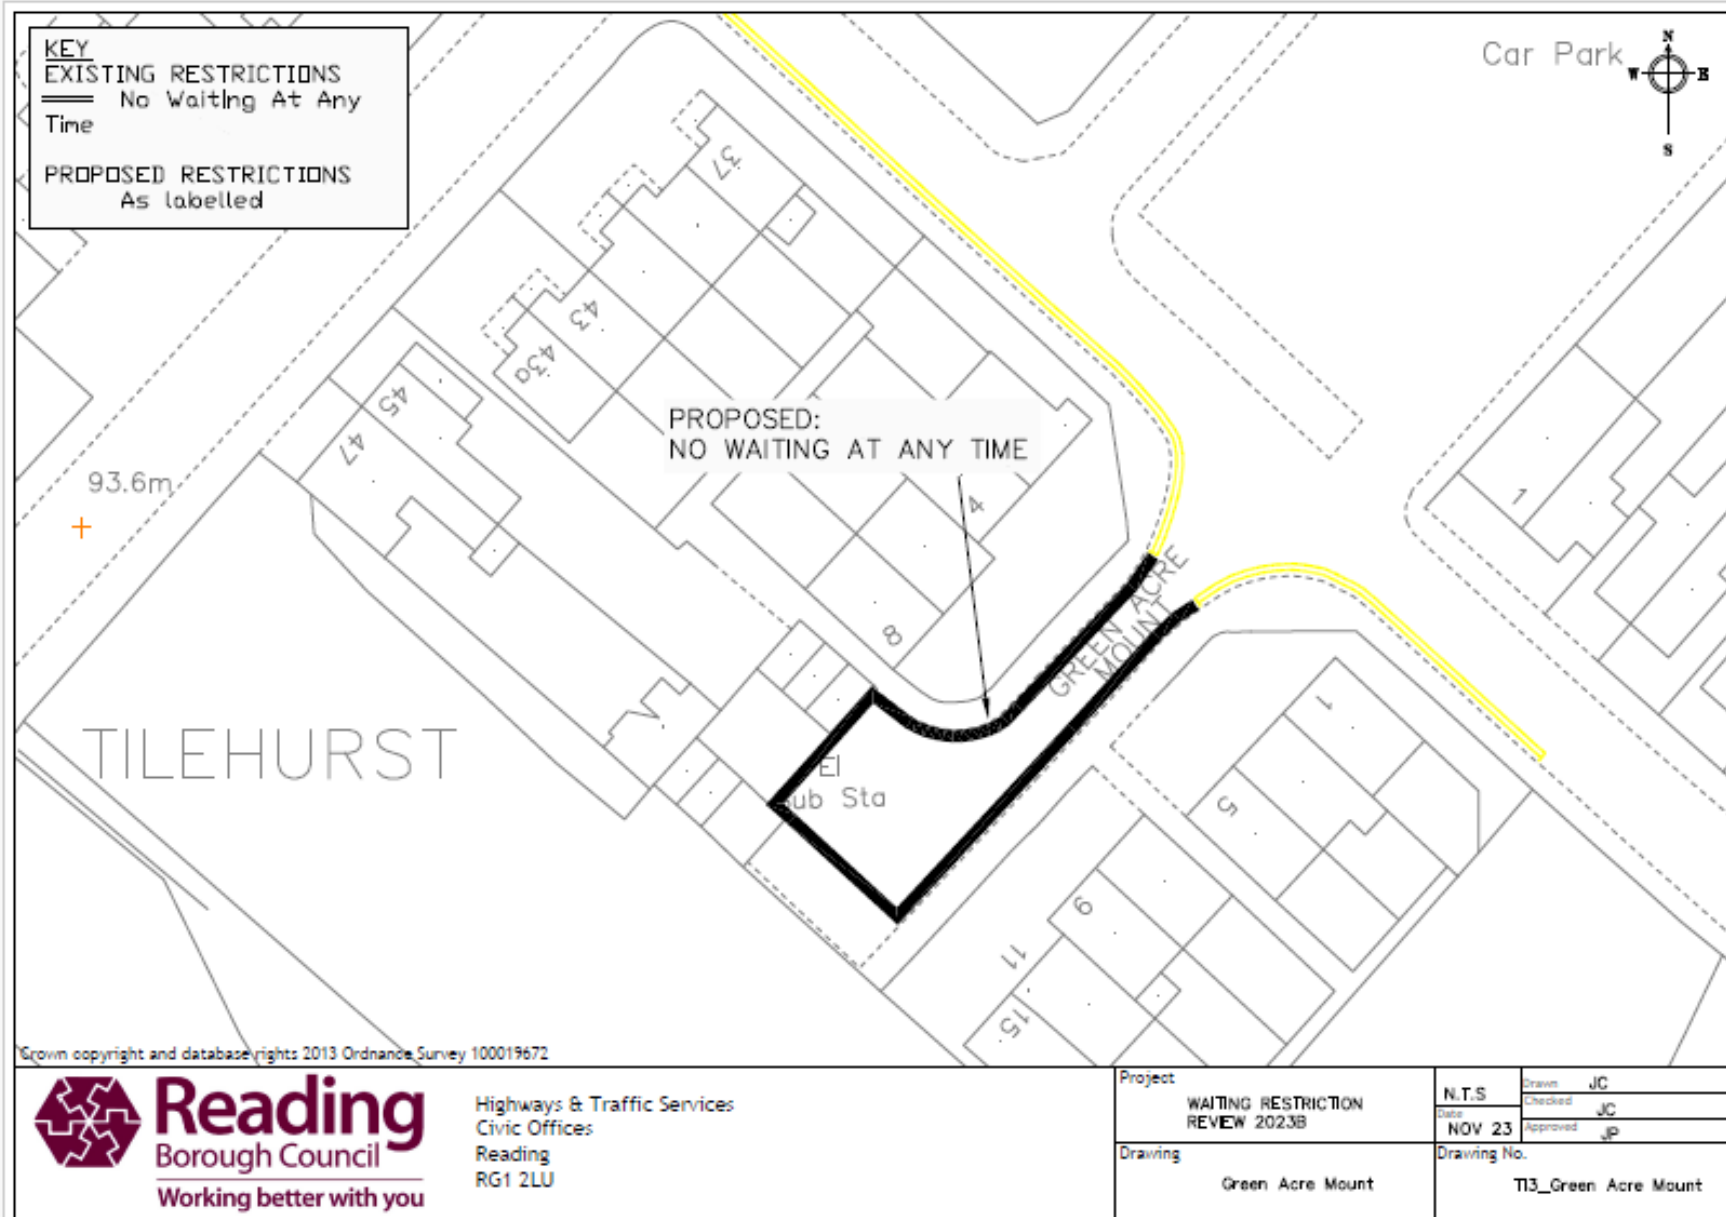 KEY
EXISTING RESTRICTIONS
No Waiting At Any
Time
PROPOSED RESTRICTIONS
As labelled
Car Park
N
W
E
S
37
43
43a
45
47
93.6m
PROPOSED:
NO WAITING AT ANY TIME
4
8
1
GREEN ACRE
MOUNT
TILEHURST
El
Sub Sta
1
5
9
11
15
Crown copyright and database rights 2013 Ordnande Survey 100019672
Reading
Borough Council
Working better with you
Highways & Traffic Services
Civic Offices
Reading
RG1 2LU
Project
WAITING RESTRICTION
REVIEW 2023B
Drawing
Green Acre Mount
N.T.S
Date
NOV 23
Drawn JC
Checked JC
Approved JP
Drawing No.
TI3_Green Acre Mount